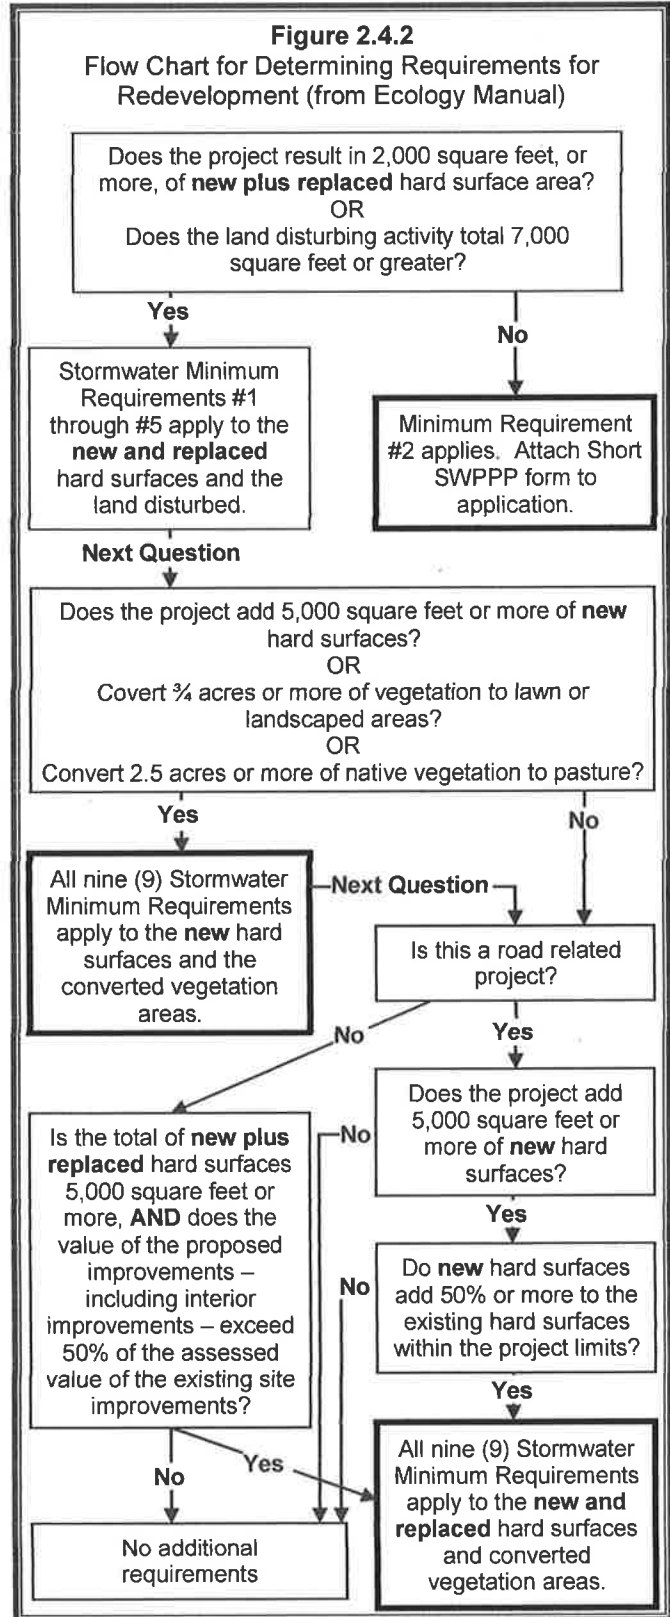 Figure 2.4.2
Flow Chart for Determining Requirements for
Redevelopment (from Ecology Manual)
Does the project result in 2,000 square feet, or
more, of new plus replaced hard surface area?
OR
Does the land disturbing activity total 7,000
square feet or greater?
Yes
No
Stormwater Minimum
Requirements #1
through #5 apply to the
new and replaced
hard surfaces and the
land disturbed.
Minimum Requirement
#2 applies. Attach Short
SWPPP form to
application.
Next Question
Does the project add 5,000 square feet or more of new
hard surfaces?
OR
Covert ¾ acres or more of vegetation to lawn or
landscaped areas?
OR
Convert 2.5 acres or more of native vegetation to pasture?
Yes
No
All nine (9) Stormwater
Minimum Requirements
apply to the new hard
surfaces and the
converted vegetation
areas.
Next Question
Is this a road related
project?
No
Yes
Is the total of new plus
replaced hard surfaces
5,000 square feet or
more, AND does the
value of the proposed
improvements –
including interior
improvements – exceed
50% of the assessed
value of the existing site
improvements?
No
Does the project add
5,000 square feet or
more of new hard
surfaces?
Yes
No
Do new hard surfaces
add 50% or more to the
existing hard surfaces
within the project limits?
Yes
No
Yes
All nine (9) Stormwater
Minimum Requirements
apply to the new and
replaced hard surfaces
and converted
vegetation areas.
No additional
requirements